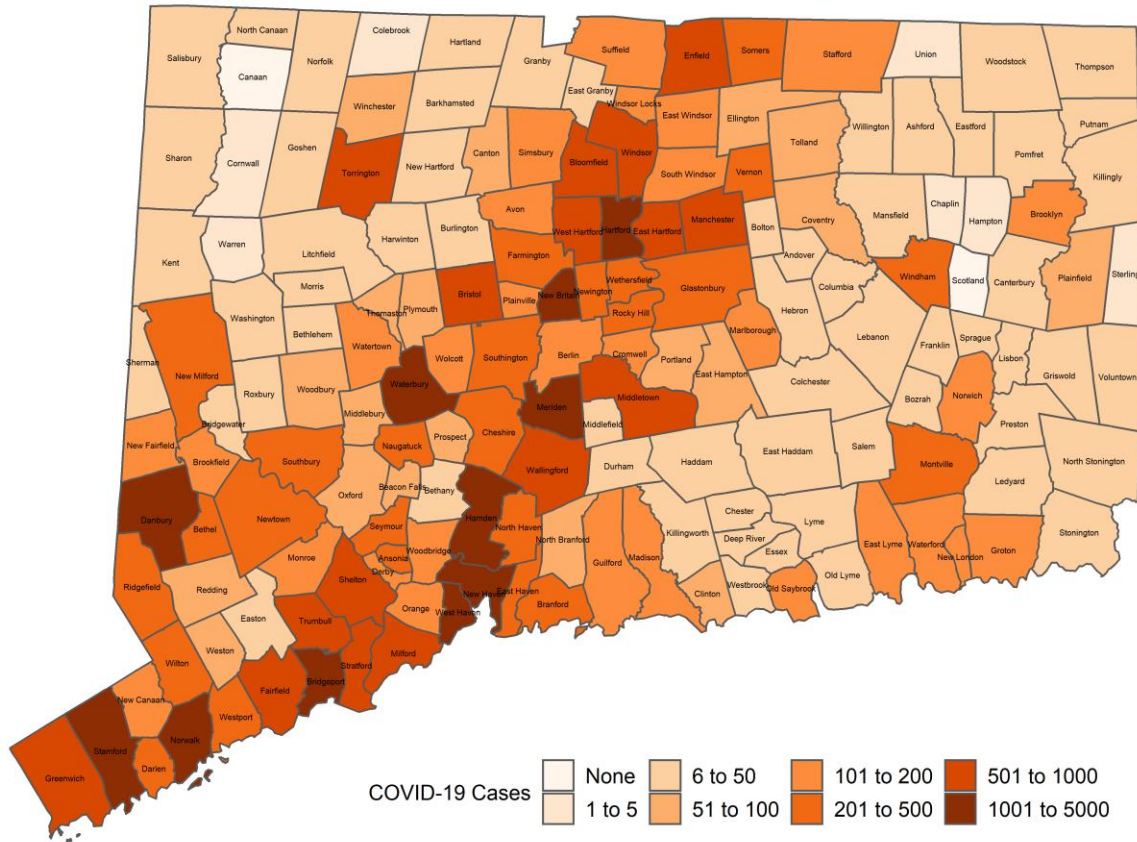 North Canaan
Colebrook
Hartland
Salisbury
Norfolk
Granby
Suffield
Enfield
Somers
Stafford
Union
Woodstock
Thompson
Canaan
East Granby
Winchester
Barkhamsted
Windsor Locks
East Windsor
Ellington
Willington
Ashford
Eastford
Putnam
Sharon
Cornwall
Goshen
Torrington
New Hartford
Canton
Simsbury
Bloomfield
Windsor
South Windsor
Vernon
Tolland
Pomfret
Killingly
Kent
Warren
Litchfield
Harwinton
Burlington
Avon
West Hartford
Hartford
East Hartford
Manchester
Bolton
Coventry
Mansfield
Chaplin
Hampton
Brooklyn
Farmington
Andover
Morris
Bristol
Plainville
New Britain
Newington
Wethersfield
Glastonbury
Columbia
Windham
Scotland
Canterbury
Plainfield
Sterling
Washington
Bethlehem
Thomaston
Plymouth
Rocky Hill
Hebron
Marlborough
Lebanon
Sherman
New Milford
Watertown
Wolcott
Southington
Berlin
Cromwell
Portland
East Hampton
Franklin
Sprague
Lisbon
Griswold
Voluntown
Roxbury
Woodbury
Waterbury
Meriden
Middletown
Colchester
Bozrah
Norwich
Preston
Bridgewater
Middlebury
Middlefield
New Fairfield
Brookfield
Southbury
Naugatuck
Prospect
Cheshire
Wallingford
Durham
Haddam
East Haddam
Salem
Montville
Ledyard
North Stonington
Oxford
Beacon Falls
Bethany
Danbury
Bethel
Newtown
Seymour
Hamden
North Haven
North Branford
Guilford
Madison
Killingworth
Chester
Deep River
Essex
Lyme
East Lyme
Waterford
New London
Groton
Stonington
Monroe
Ansonia
Derby
Woodbridge
Ridgefield
Redding
Shelton
Orange
New Haven
East Haven
West Haven
Branford
Clinton
Westbrook
Old Saybrook
Old Lyme
Easton
Trumbull
Wilton
Weston
Stratford
Milford
New Canaan
Fairfield
Bridgeport
Westport
Stamford
Norwalk
Greenwich
Darien
COVID-19 Cases
None
6 to 50
101 to 200
501 to 1000
1 to 5
51 to 100
201 to 500
1001 to 5000